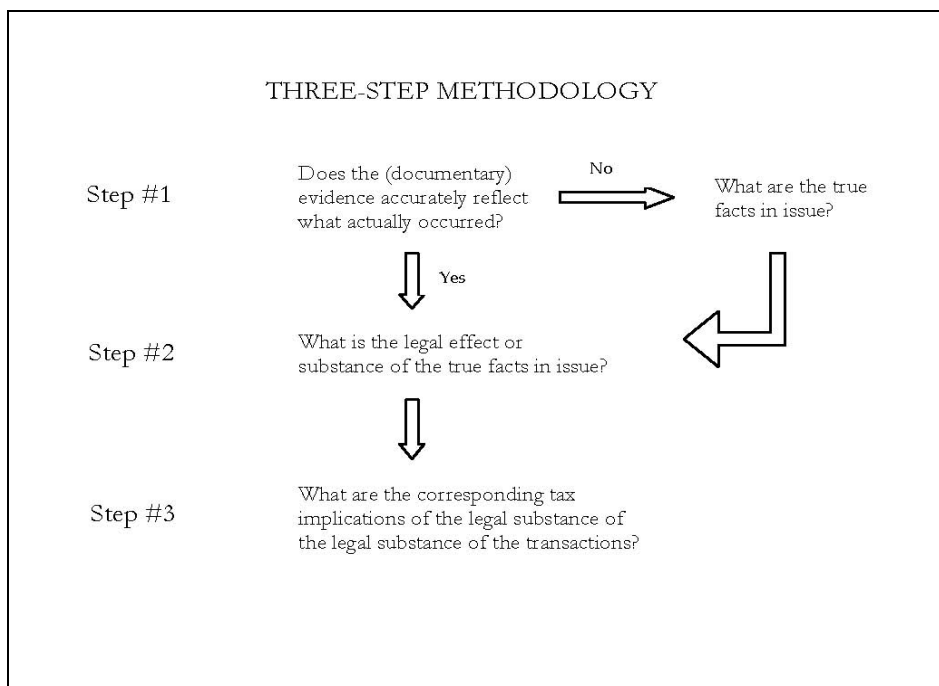 THREE-STEP METHODOLOGY
Step #1
Does the (documentary)
evidence accurately reflect
what actually occurred?
No
What are the true
facts in issue?
Yes
Step #2
What is the legal effect or
substance of the true facts in issue?
Step #3
What are the corresponding tax
implications of the legal substance of
the legal substance of the transactions?